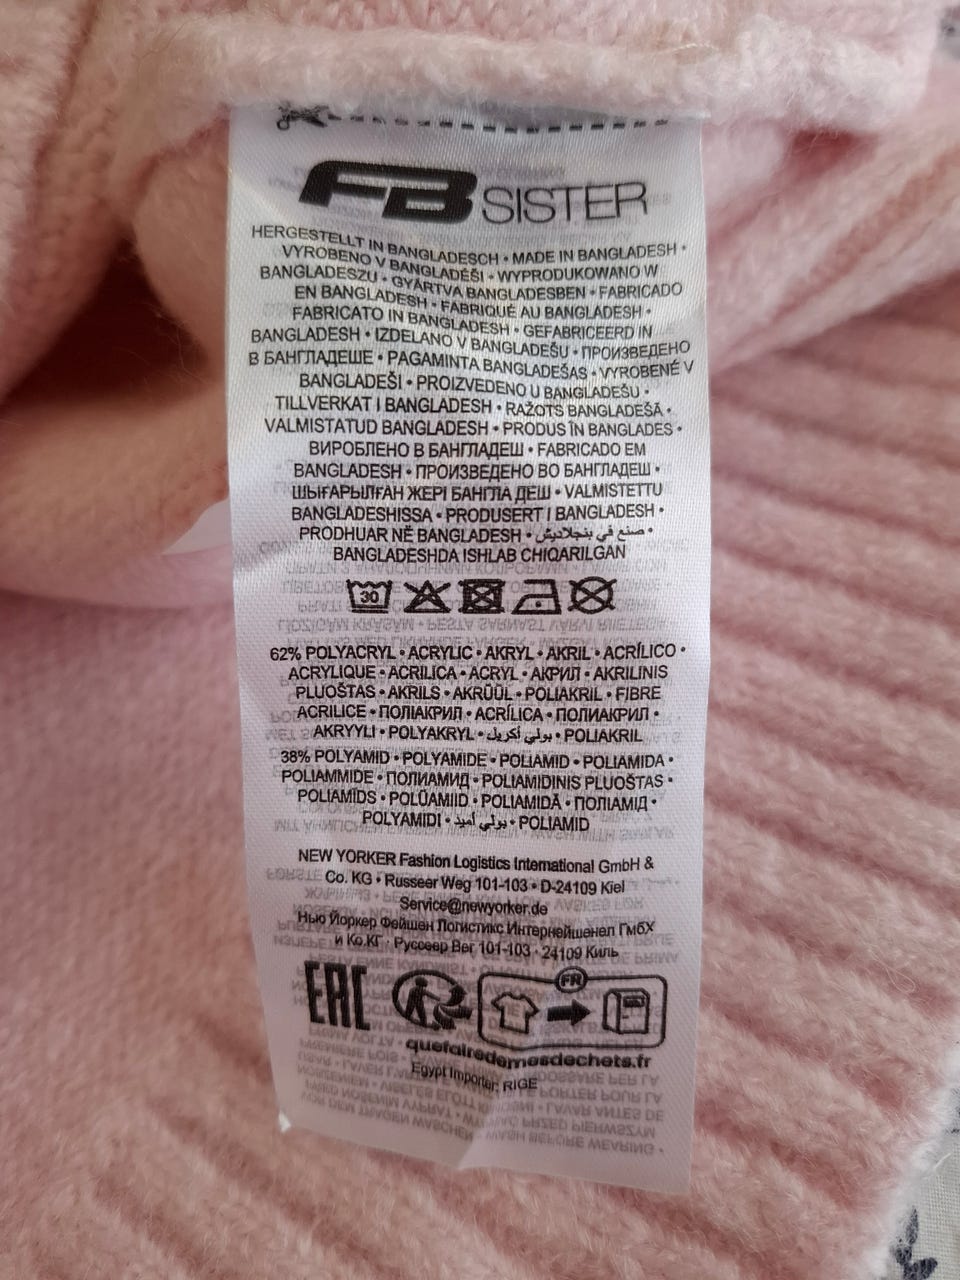 FB SISTER
HERGESTELLT IN BANGLADESCH • MADE IN BANGLADESH •
VYROBENO V BANGLADÉŠI • WYPRODUKOWANO W
BANGLADESZU • GYÁRTVA BANGLADESBEN • FABRICADO
EN BANGLADESH • FABRIQUÉ AU BANGLADESH •
FABRICATO IN BANGLADESH • GEFABRICEERD IN
BANGLADESH • IZDELANO V BANGLADEŠU • ПРОИЗВЕДЕНО
В БАНГЛАДЕШЕ • PAGAMINTA BANGLADEŠAS • VYROBENÉ V
BANGLADEŠI • PROIZVEDENO U BANGLADEŠU •
TILLVERKAT I BANGLADESH • RAŽOTS BANGLADEŠĀ •
VALMISTATUD BANGLADESH • PRODUS ÎN BANGLADES •
ВИРОБЛЕНО В БАНГЛАДЕШ • FABRICADO EM
BANGLADESH • ПРОИЗВЕДЕНО ВО БАНГЛАДЕШ •
ШЫҒАРЫЛҒАН ЖЕРІ БАНГЛА ДЕШ • VALMISTETTU
BANGLADESHISSA • PRODUSERT I BANGLADESH •
PRODHUAR NË BANGLADESH • صنع في بنجلاديش •
BANGLADESHDA ISHLAB CHIQARILGAN
30
62% POLYACRYL • ACRYLIC • AKRYL • AKRIL • ACRÍLICO •
ACRYLIQUE • ACRILICA • ACRYL • АКРИЛ • AKRILINIS
PLUOŠTAS • AKRILS • AKRÜÜL • POLIAKRIL • FIBRE
ACRILICE • ПОЛІАКРИЛ • ACRÍLICA • ПОЛИАКРИЛ •
AKRYYLI • POLYAKRYL • بولي أكريل • POLIAKRIL
38% POLYAMID • POLYAMIDE • POLIAMID • POLIAMIDA •
POLIAMMIDE • ПОЛИАМИД • POLIAMIDINIS PLUOŠTAS •
POLIAMĪDS • POLÜAMIID • POLIAMIDĂ • ПОЛІАМІД •
POLYAMIDI • بولي أميد • POLIAMID
NEW YORKER Fashion Logistics International GmbH &
Co. KG • Russeer Weg 101-103 • D-24109 Kiel
Service@newyorker.de
Нью Йоркер Фейшен Логистикс Интернейшенал ГмбХ
и Ко.КГ · Руссеер Вег 101-103 · 24109 Киль
EAC
FR
quefairedemesdechets.fr
Egypt Importer: RIGE